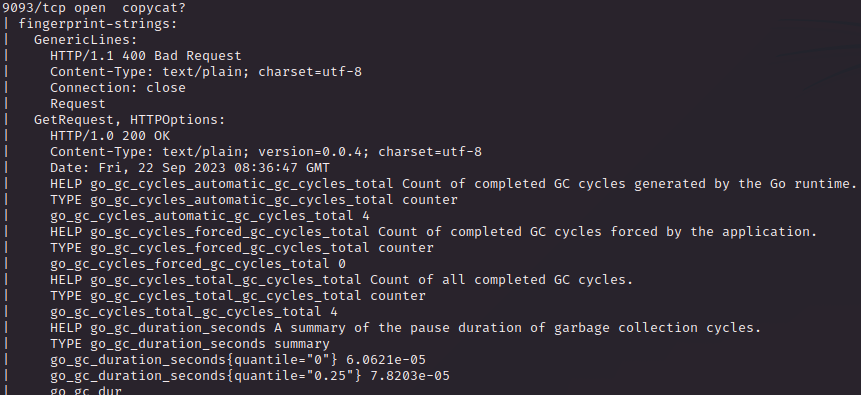 9093/tcp open  copycat?
| fingerprint-strings:
|   GenericLines:
|     HTTP/1.1 400 Bad Request
|     Content-Type: text/plain; charset=utf-8
|     Connection: close
|     Request
|   GetRequest, HTTPOptions:
|     HTTP/1.0 200 OK
|     Content-Type: text/plain; version=0.0.4; charset=utf-8
|     Date: Fri, 22 Sep 2023 08:36:47 GMT
|     HELP go_gc_cycles_automatic_gc_cycles_total Count of completed GC cycles generated by the Go runtime.
|     TYPE go_gc_cycles_automatic_gc_cycles_total counter
|     go_gc_cycles_automatic_gc_cycles_total 4
|     HELP go_gc_cycles_forced_gc_cycles_total Count of completed GC cycles forced by the application.
|     TYPE go_gc_cycles_forced_gc_cycles_total counter
|     go_gc_cycles_forced_gc_cycles_total 0
|     HELP go_gc_cycles_total_gc_cycles_total Count of all completed GC cycles.
|     TYPE go_gc_cycles_total_gc_cycles_total counter
|     go_gc_cycles_total_gc_cycles_total 4
|     HELP go_gc_duration_seconds A summary of the pause duration of garbage collection cycles.
|     TYPE go_gc_duration_seconds summary
|     go_gc_duration_seconds{quantile="0"} 6.0621e-05
|     go_gc_duration_seconds{quantile="0.25"} 7.8203e-05
|     go_gc_dur